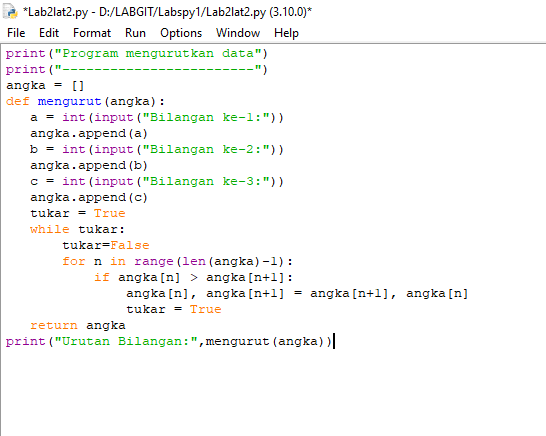 *Lab2lat2.py - D:/LABGIT/Labspy1/Lab2lat2.py (3.10.0)*
File Edit Format Run Options Window Help
print("Program mengurutkan data")
print("------------------------")
angka = []
def mengurut(angka):
   a = int(input("Bilangan ke-1:"))
   angka.append(a)
   b = int(input("Bilangan ke-2:"))
   angka.append(b)
   c = int(input("Bilangan ke-3:"))
   angka.append(c)
   tukar = True
   while tukar:
       tukar=False
       for n in range(len(angka)-1):
           if angka[n] > angka[n+1]:
               angka[n], angka[n+1] = angka[n+1], angka[n]
               tukar = True
   return angka
print("Urutan Bilangan:",mengurut(angka))